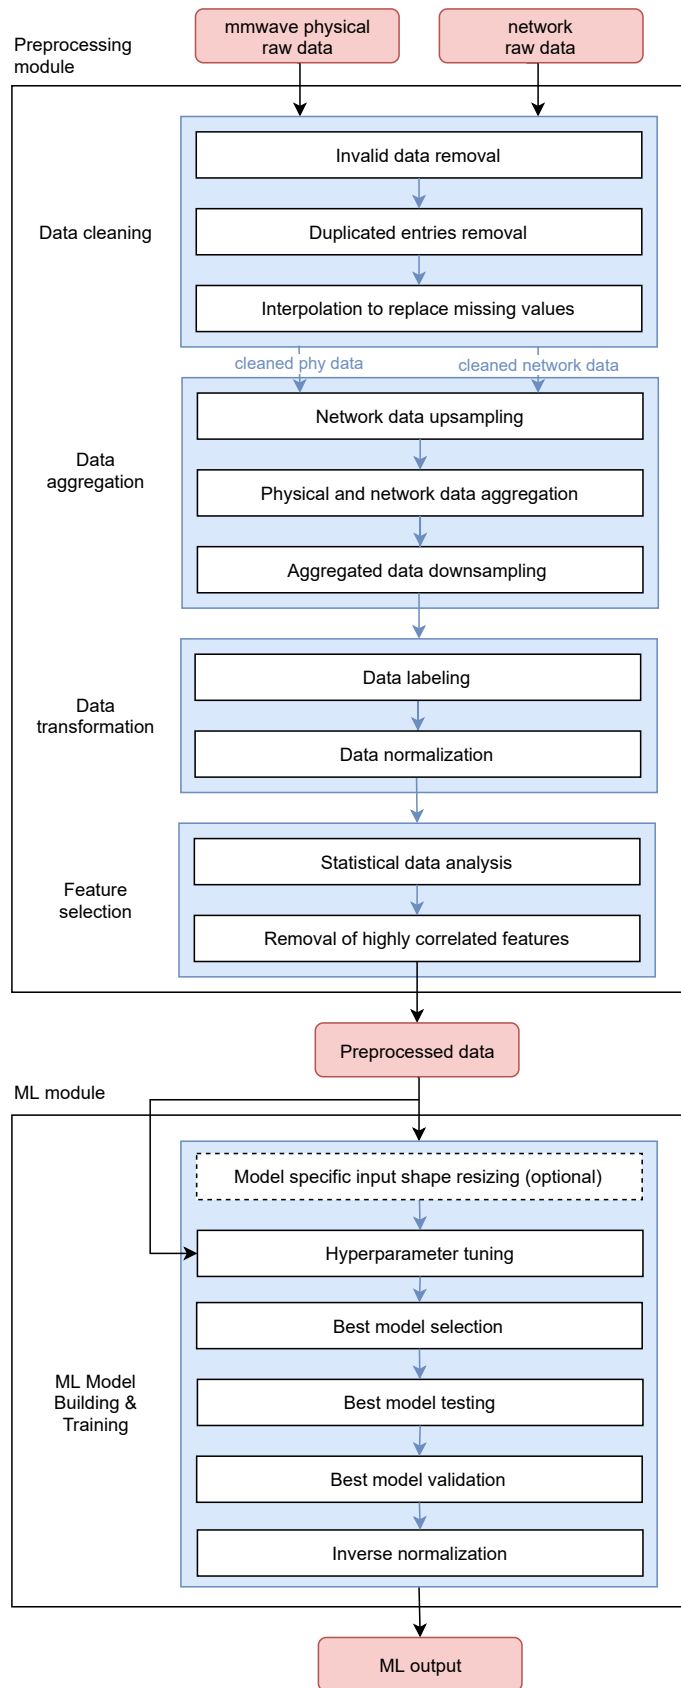 mmwave physical
raw data
network
raw data
Preprocessing
module
Data cleaning
Invalid data removal
Duplicated entries removal
Interpolation to replace missing values
cleaned phy data
cleaned network data
Data
aggregation
Network data upsampling
Physical and network data aggregation
Aggregated data downsampling
Data
transformation
Data labeling
Data normalization
Feature
selection
Statistical data analysis
Removal of highly correlated features
Preprocessed data
ML module
Model specific input shape resizing (optional)
Hyperparameter tuning
Best model selection
ML Model
Building &
Training
Best model testing
Best model validation
Inverse normalization
ML output